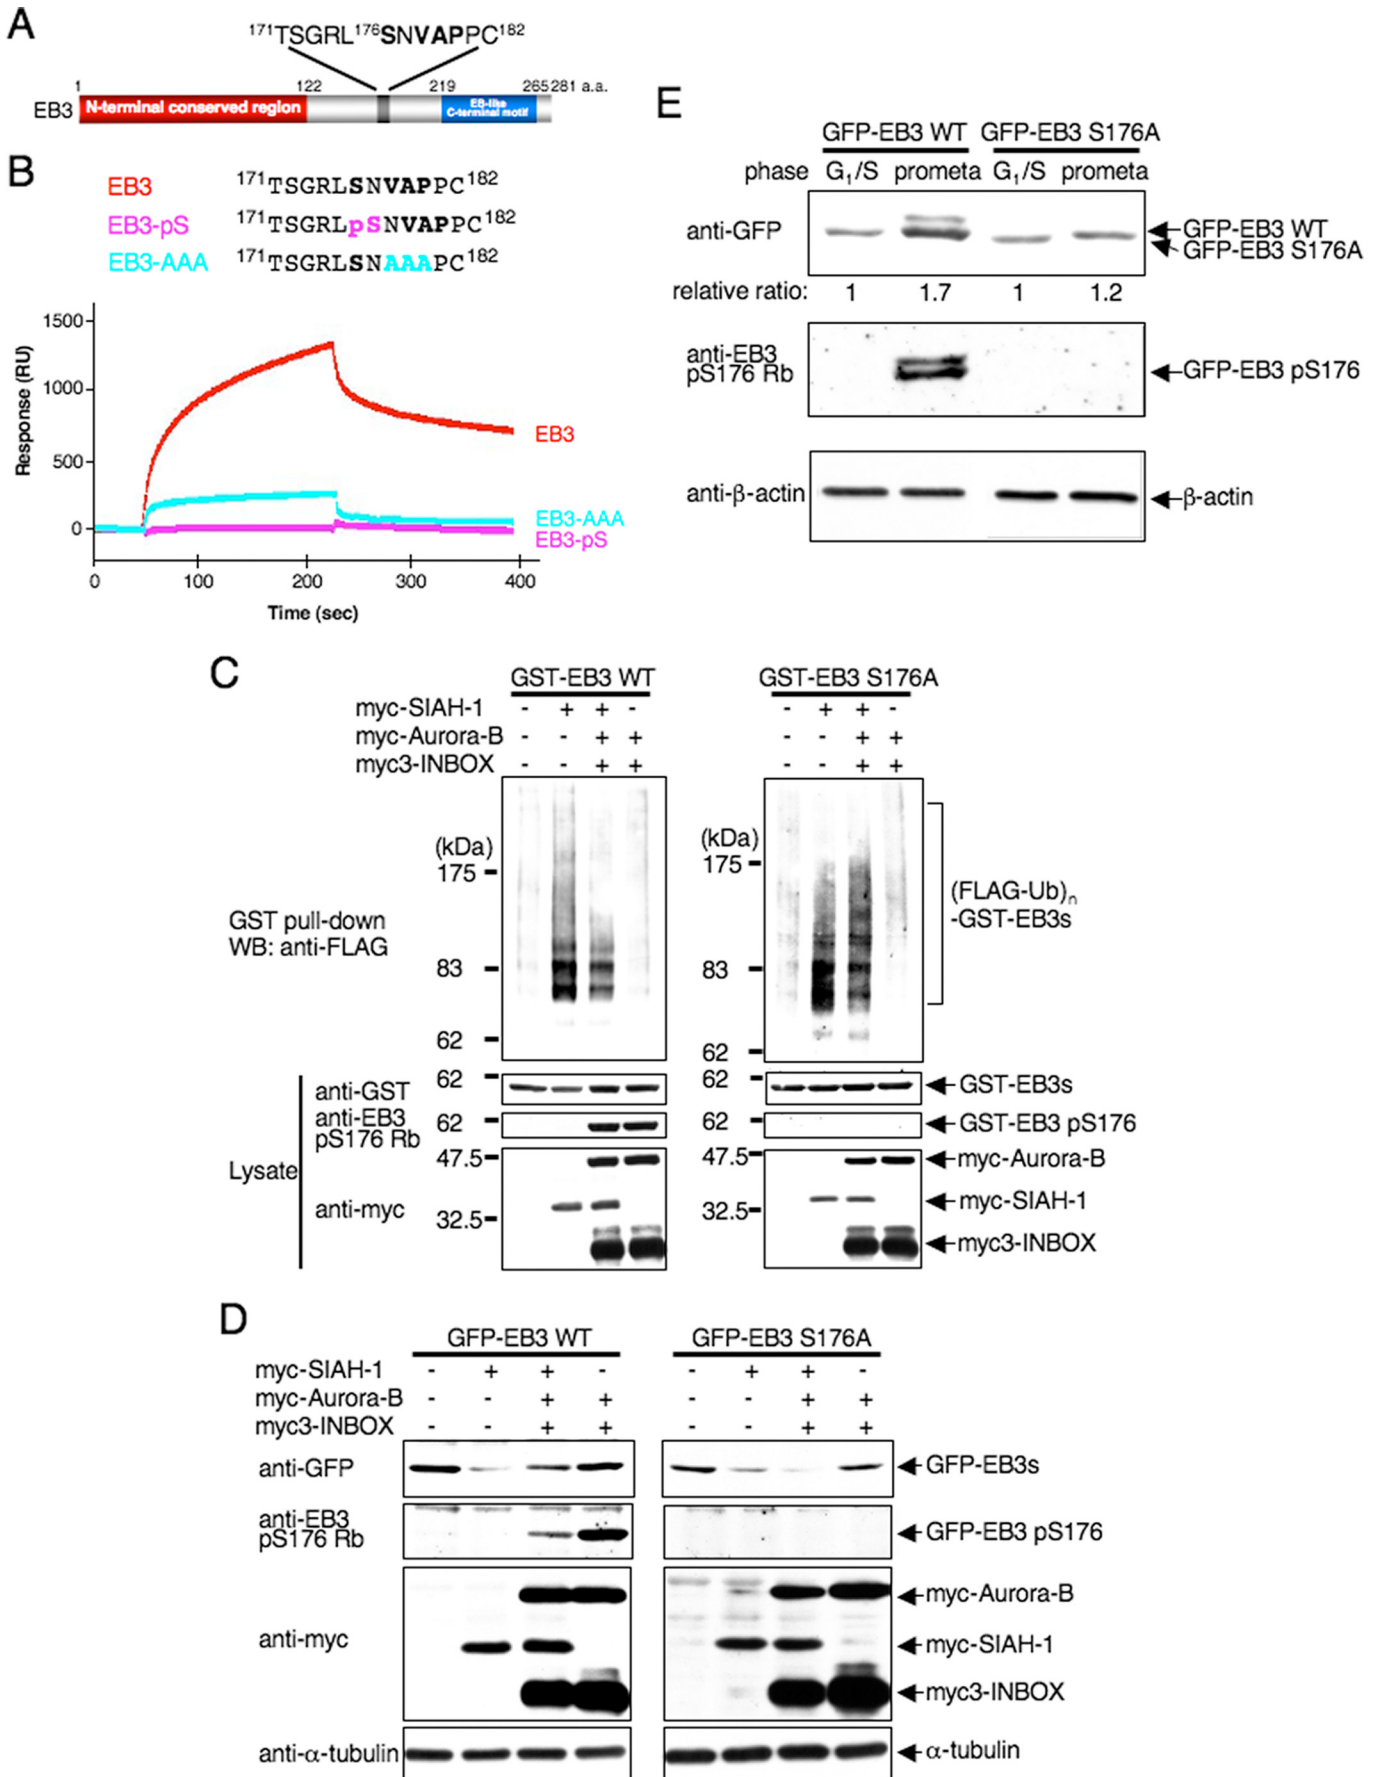 A
171TSGRL176SNVAPPC182
1 122 219 265 281 a.a.
EB3 N-terminal conserved region EB-like C-terminal motif
B
EB3 171TSGRLSNVAPPC182
EB3-pS 171TSGRLpSNVAPPC182
EB3-AAA 171TSGRLSNAAAPC182
Response (RU)
1500
1000
500
0
EB3
EB3-AAA
EB3-pS
0 100 200 300 400
Time (sec)
E
GFP-EB3 WT GFP-EB3 S176A
phase G1/S prometa G1/S prometa
anti-GFP
GFP-EB3 WT
GFP-EB3 S176A
relative ratio: 1 1.7 1 1.2
anti-EB3
pS176 Rb
GFP-EB3 pS176
anti-β-actin
β-actin
C
GST-EB3 WT GST-EB3 S176A
myc-SIAH-1 - + + - - + + -
myc-Aurora-B - - + + - - + +
myc3-INBOX - - + + - - + +
(kDa) (kDa)
175 175
GST pull-down
WB: anti-FLAG
(FLAG-Ub)n
-GST-EB3s
83 83
62 62
Lysate
anti-GST 62 62 GST-EB3s
anti-EB3
pS176 Rb
62 62 GST-EB3 pS176
anti-myc
47.5 47.5 myc-Aurora-B
myc-SIAH-1
32.5 32.5
myc3-INBOX
D
GFP-EB3 WT GFP-EB3 S176A
myc-SIAH-1 - + + - - + + -
myc-Aurora-B - - + + - - + +
myc3-INBOX - - + + - - + +
anti-GFP GFP-EB3s
anti-EB3
pS176 Rb
GFP-EB3 pS176
myc-Aurora-B
anti-myc myc-SIAH-1
myc3-INBOX
anti-α-tubulin α-tubulin